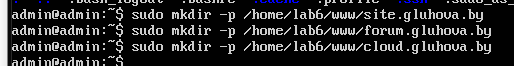 admin@admin:~$ sudo mkdir -p /home/lab6/www/site.gluhova.by
admin@admin:~$ sudo mkdir -p /home/lab6/www/forum.gluhova.by
admin@admin:~$ sudo mkdir -p /home/lab6/www/cloud.gluhova.by
admin@admin:~$